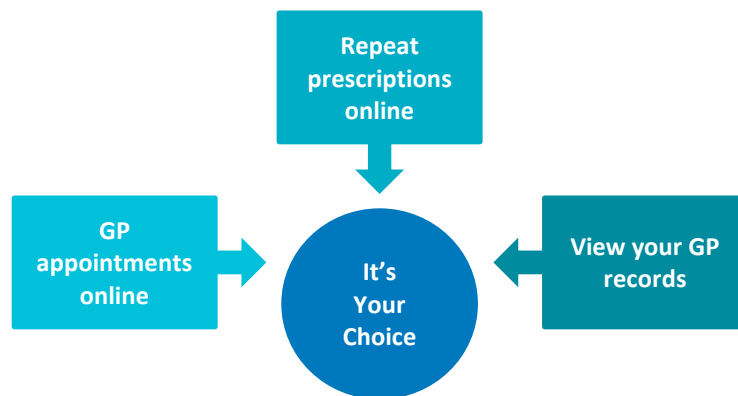 Repeat
prescriptions
online
GP
appointments
online
It’s
Your
Choice
View your GP
records